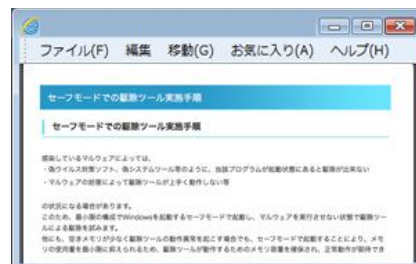 ファイル(F) 編集 移動(G) お気に入り(A) ヘルプ(H)
セーフモードでの駆除ツール実施手順
セーフモードでの駆除ツール実施手順
感染しているマルウェアによっては、
・偽ウイルス対策ソフト、偽システムツール等のように、当該プログラムが起動状態にあると駆除が出来ない
・マルウェアの妨害によって駆除ツールが上手く動作しない等
の状況になる場合があります。
このため、最小限の構成でWindowsを起動するセーフモードで起動し、マルウェアを実行させない状態で駆除ツー
ルによる駆除を試みます。
他にも、空きメモリが少なく駆除ツールの動作異常を起こす場合でも、セーフモードで起動することにより、メモ
リの使用量を最小限に抑えられるため、駆除ツールが動作するためのメモリ容量を確保され、正常動作が期待でき